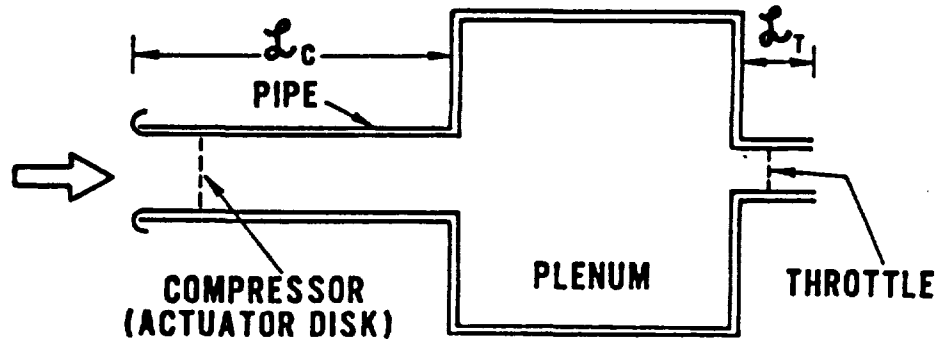 ℒC
ℒT
PIPE
COMPRESSOR
(ACTUATOR DISK)
PLENUM
THROTTLE